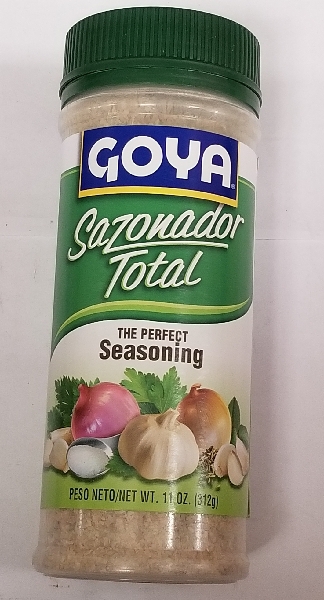 GOYA
Sazonador
Total
THE PERFECT
Seasoning
PESO NETO/NET WT. 11 OZ. (312g)